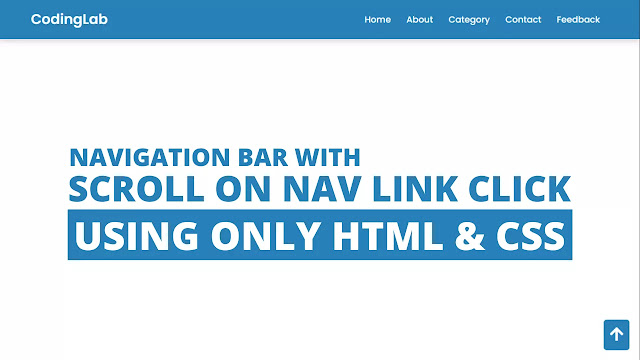 CodingLab
Home About Category Contact Feedback
NAVIGATION BAR WITH
SCROLL ON NAV LINK CLICK
USING ONLY HTML & CSS